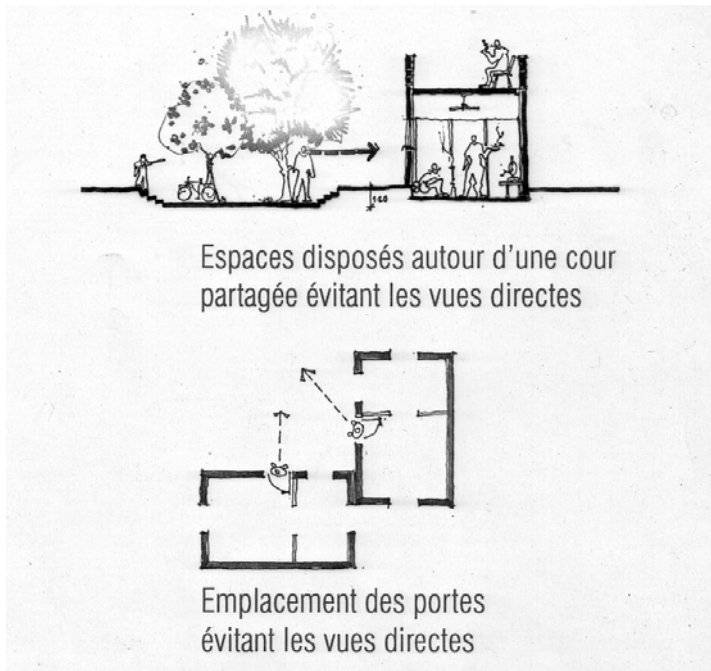 Espaces disposés autour d'une cour
partagée évitant les vues directes
Emplacement des portes
évitant les vues directes